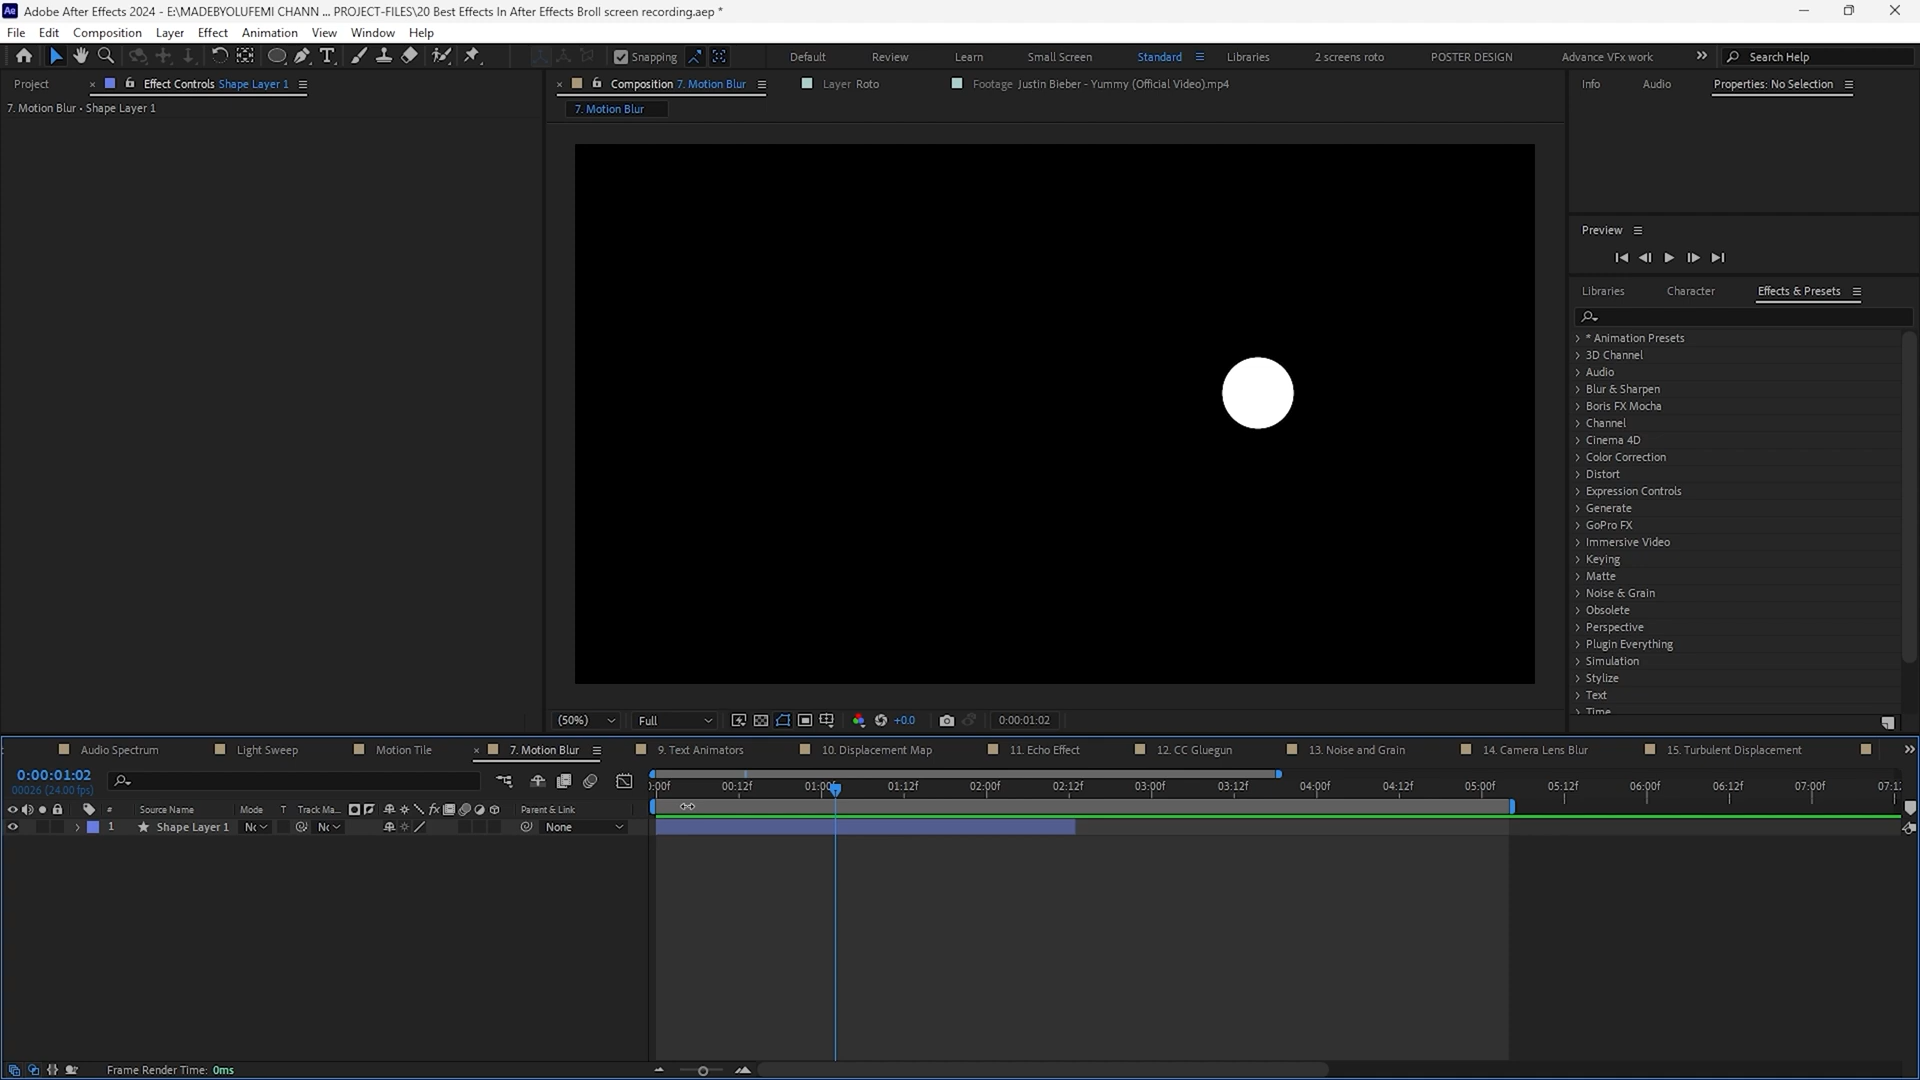 Adobe After Effects 2024 - E:\MADEBYOLUFEMI CHANN ... PROJECT-FILES\20 Best Effects In After Effects Broll screen recording.aep *
File Edit Composition Layer Effect Animation View Window Help
Snapping Default Review Learn Small Screen Standard Libraries 2 screens roto POSTER DESIGN Advance VFx work Search Help
Project Effect Controls Shape Layer 1 Composition 7. Motion Blur Layer Roto Footage Justin Bieber - Yummy (Official Video).mp4 Info Audio Properties: No Selection
7. Motion Blur • Shape Layer 1
7. Motion Blur
Preview
Libraries Character Effects & Presets
* Animation Presets
3D Channel
Audio
Blur & Sharpen
Boris FX Mocha
Channel
Cinema 4D
Color Correction
Distort
Expression Controls
Generate
GoPro FX
Immersive Video
Keying
Matte
Noise & Grain
Obsolete
Perspective
Plugin Everything
Simulation
Stylize
Text
Time
(50%) Full +0.0 0:00:01:02
Audio Spectrum Light Sweep Motion Tile 7. Motion Blur 9. Text Animators 10. Displacement Map 11. Echo Effect 12. CC Gluegun 13. Noise and Grain 14. Camera Lens Blur 15. Turbulent Displacement
0:00:01:02
00026 (24.00 fps)
:00f 00:12f 01:00f 01:12f 02:00f 02:12f 03:00f 03:12f 04:00f 04:12f 05:00f 05:12f 06:00f 06:12f 07:00f 07:1
# Source Name Mode T Track Ma... fx Parent & Link
1 Shape Layer 1 Nc Nc None
Frame Render Time: 0ms